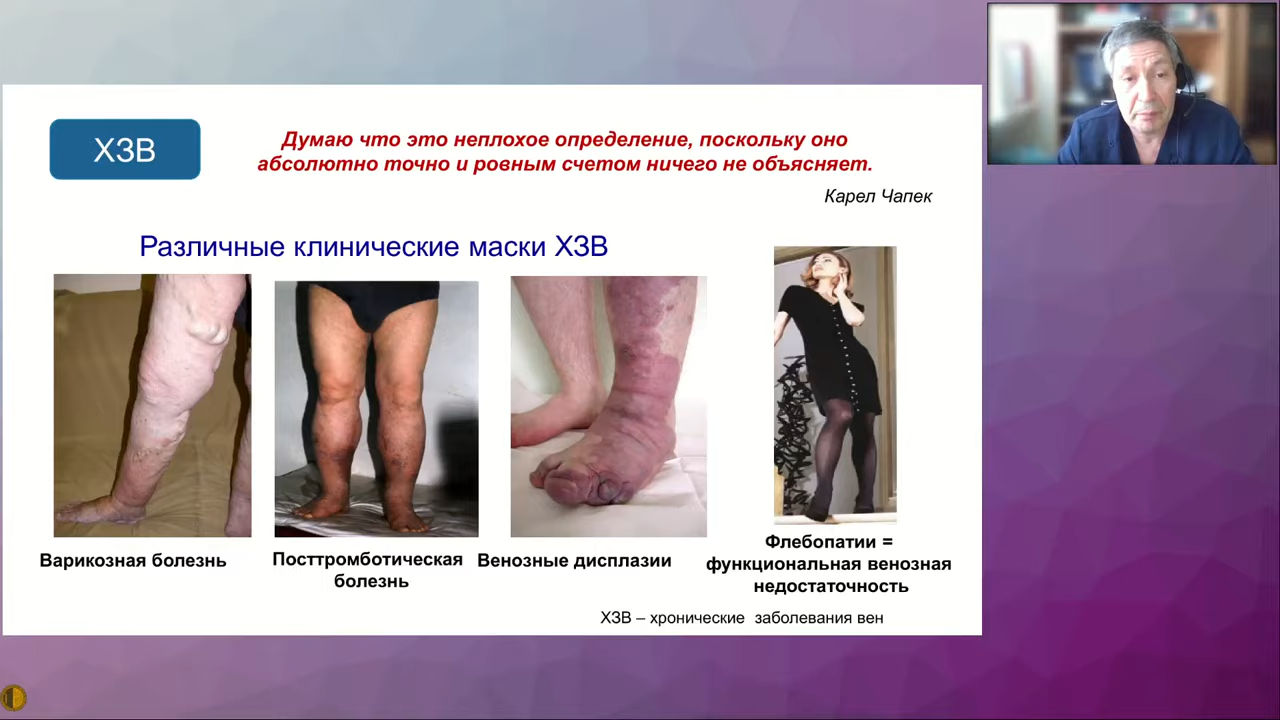 ХЗВ
Думаю что это неплохое определение, поскольку оно
абсолютно точно и ровным счетом ничего не объясняет.
Карел Чапек
Различные клинические маски ХЗВ
Варикозная болезнь
Посттромботическая
болезнь
Венозные дисплазии
Флебопатии =
функциональная венозная
недостаточность
ХЗВ – хронические  заболевания вен